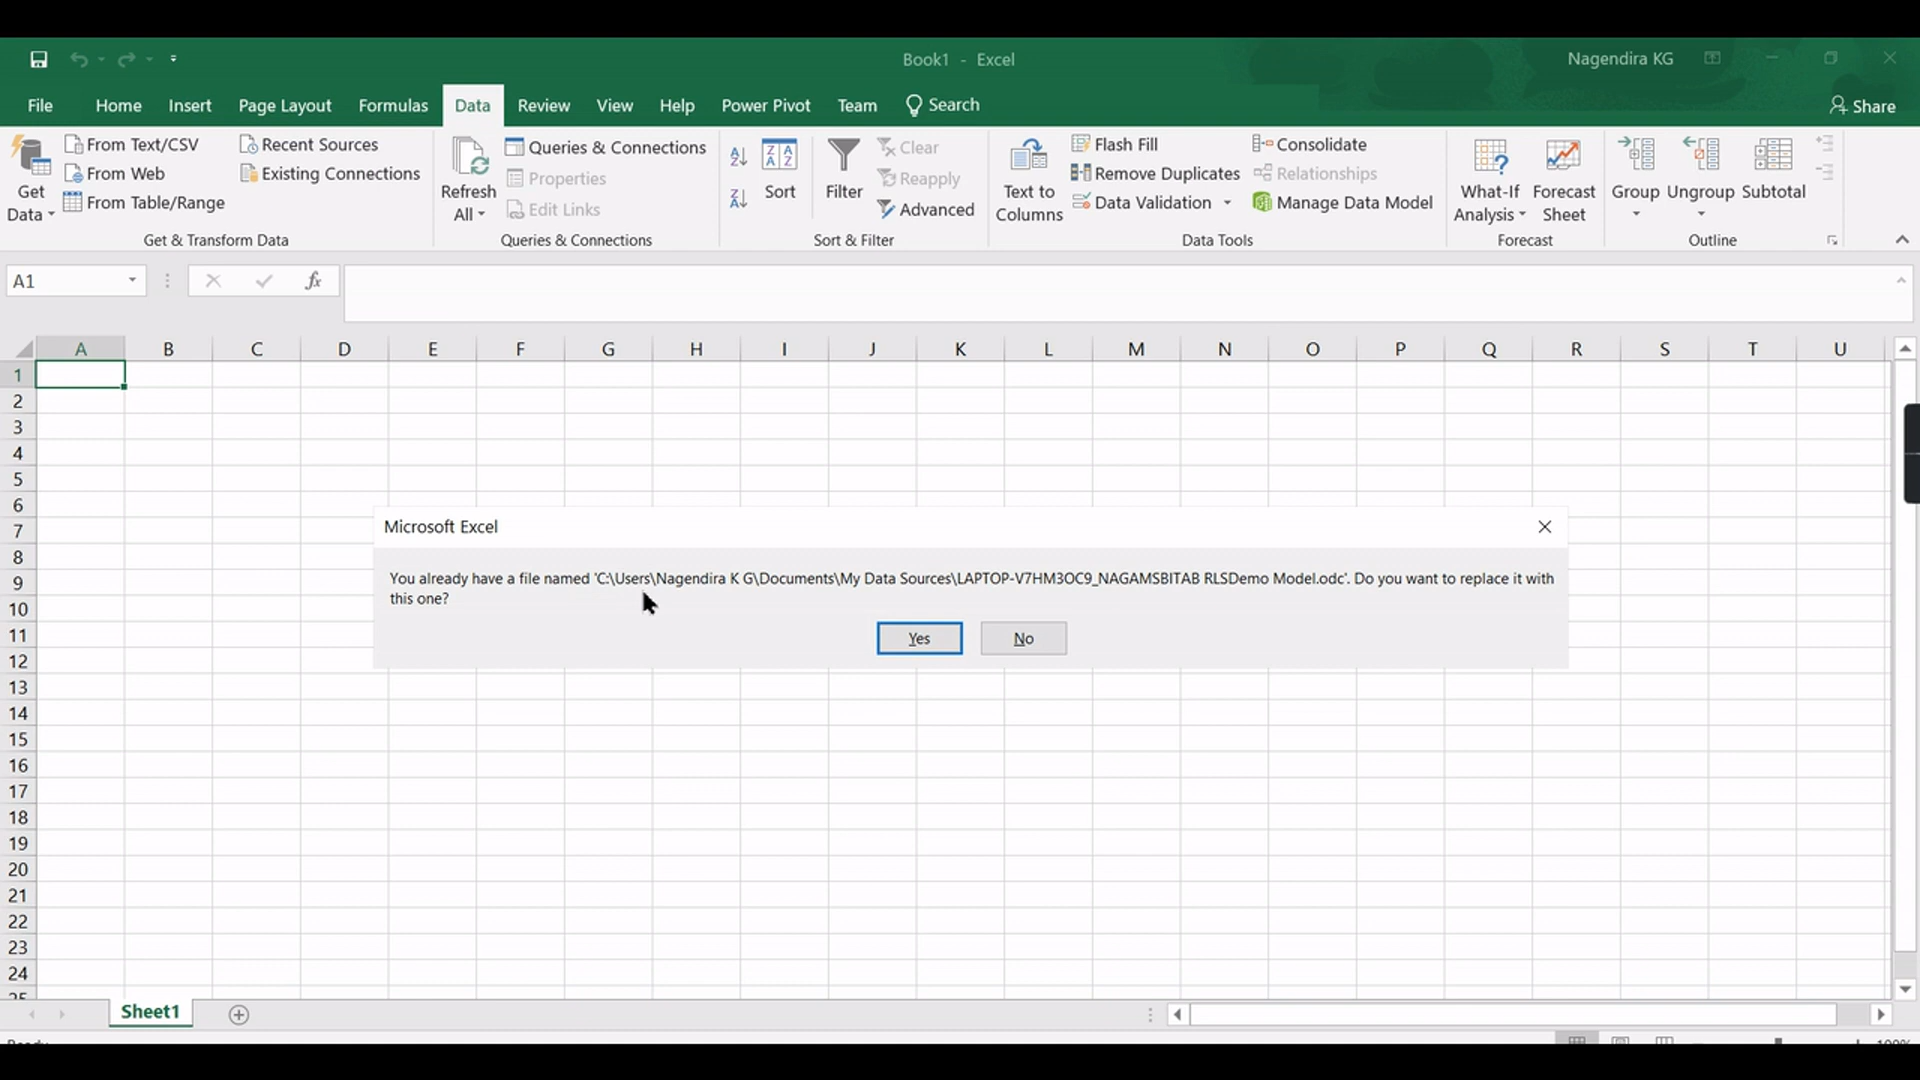 Book1 - Excel
Nagendira KG
File Home Insert Page Layout Formulas Data Review View Help Power Pivot Team Search Share
Get Data
From Text/CSV
From Web
From Table/Range
Recent Sources
Existing Connections
Get & Transform Data
Refresh All
Queries & Connections
Properties
Edit Links
Queries & Connections
Sort
Filter
Clear
Reapply
Advanced
Sort & Filter
Text to Columns
Flash Fill
Remove Duplicates
Data Validation
Consolidate
Relationships
Manage Data Model
Data Tools
What-If Analysis
Forecast Sheet
Forecast
Group
Ungroup
Subtotal
Outline
A1
fx
A B C D E F G H I J K L M N O P Q R S T U
1
2
3
4
5
6
7
8
9
10
11
12
13
14
15
16
17
18
19
20
21
22
23
24
25
Microsoft Excel
You already have a file named 'C:\Users\Nagendira K G\Documents\My Data Sources\LAPTOP-V7HM3OC9_NAGAMSBITAB RLSDemo Model.odc'. Do you want to replace it with
this one?
Yes
No
Sheet1